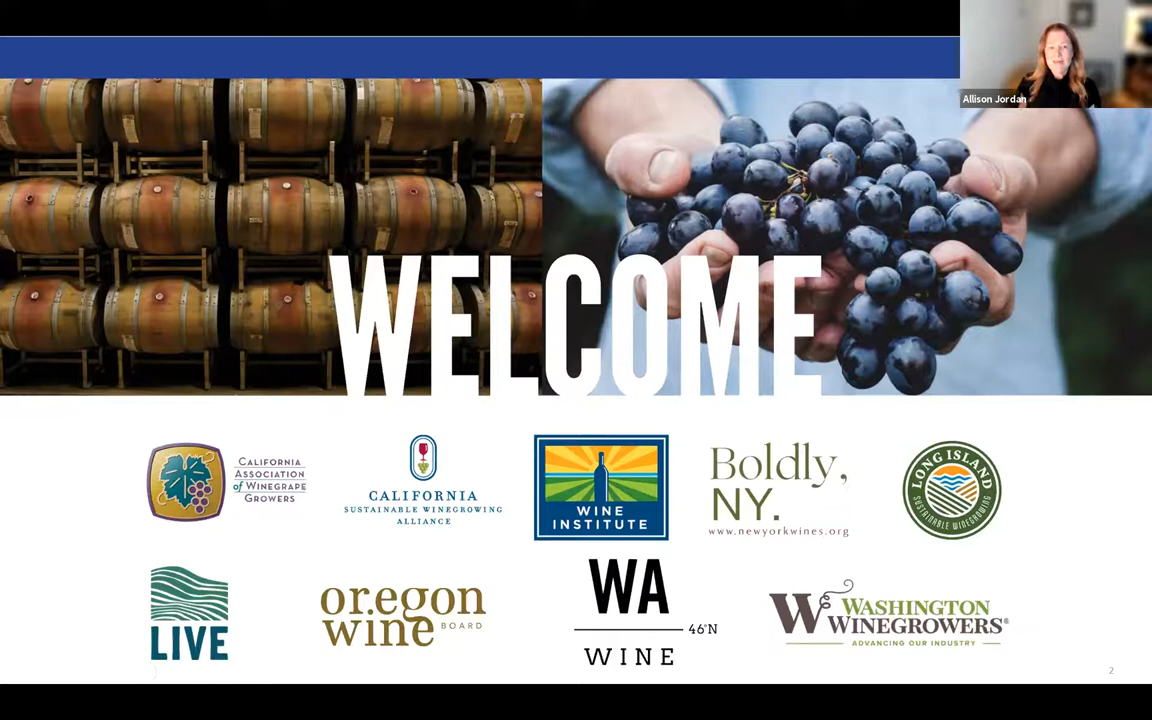 Allison Jordan
WELCOME
CALIFORNIA
ASSOCIATION
of WINEGRAPE
GROWERS
CALIFORNIA
SUSTAINABLE WINEGROWING
ALLIANCE
WINE
INSTITUTE
Boldly,
NY.
www.newyorkwines.org
LONG ISLAND
SUSTAINABLE WINEGROWING
LIVE
oregon
wine BOARD
WA
46°N
WINE
WASHINGTON
WINEGROWERS®
ADVANCING OUR INDUSTRY
2